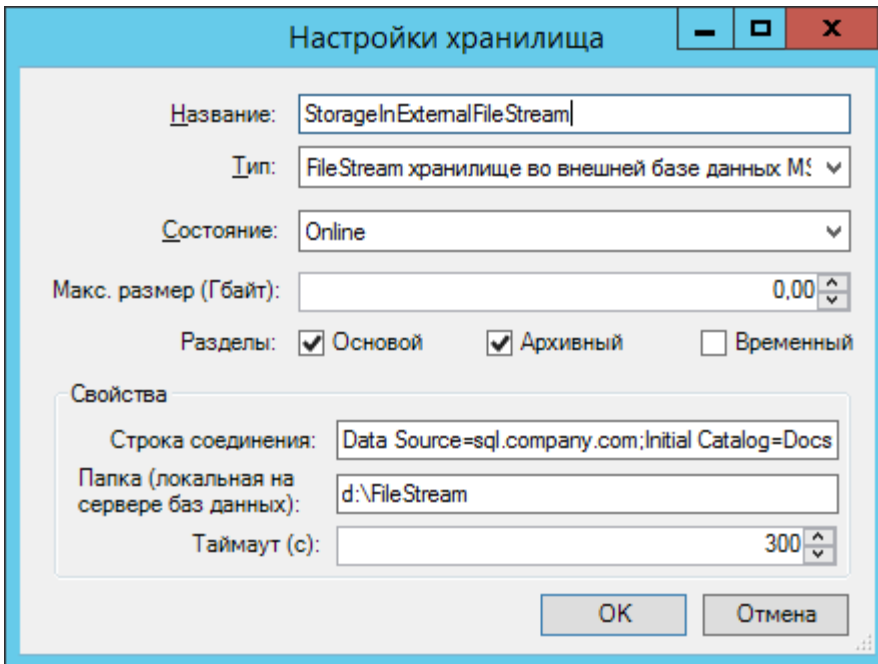 Настройки хранилища
Название: StorageInExternalFileStream
Тип: FileStream хранилище во внешней базе данных MS
Состояние: Online
Макс. размер (Гбайт): 0,00
Разделы: Основой Архивный Временный
Свойства
Строка соединения: Data Source=sql.company.com;Initial Catalog=Docs
Папка (локальная на
сервере баз данных): d:\FileStream
Таймаут (с): 300
OK Отмена